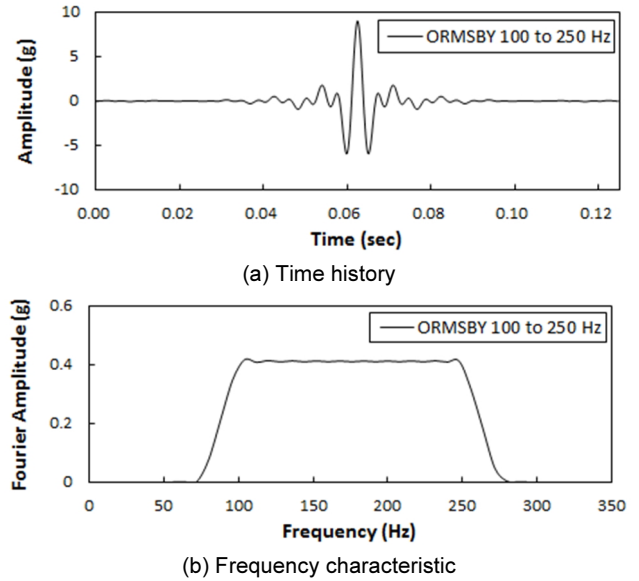 10
5
0
-5
-10
Amplitude (g)
ORMSBY 100 to 250 Hz
0.00 0.02 0.04 0.06 0.08 0.10 0.12
Time (sec)
(a) Time history
0.6
0.4
0.2
0
Fourier Amplitude (g)
ORMSBY 100 to 250 Hz
0 50 100 150 200 250 300 350
Frequency (Hz)
(b) Frequency characteristic